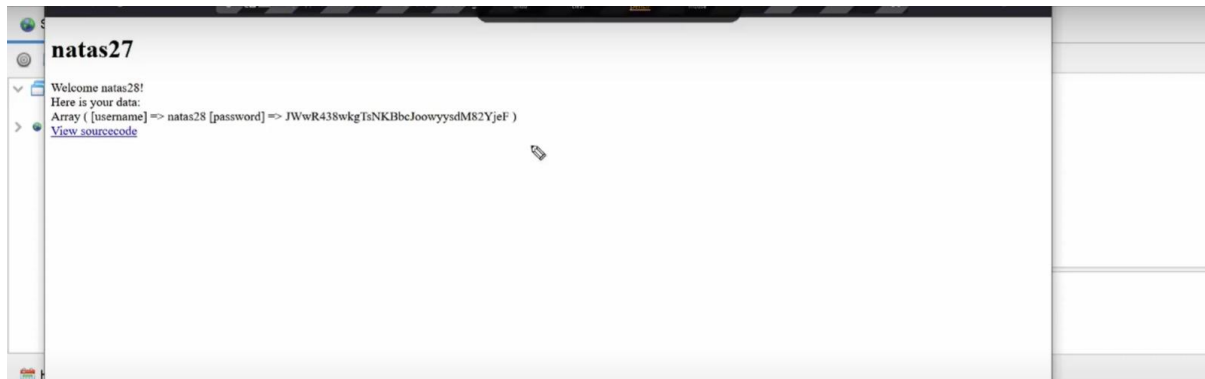 natas27
Welcome natas28!
Here is your data:
Array ( [username] => natas28 [password] => JWwR438wkgTsNKBbcJoowyysdM82YjeF )
View sourcecode